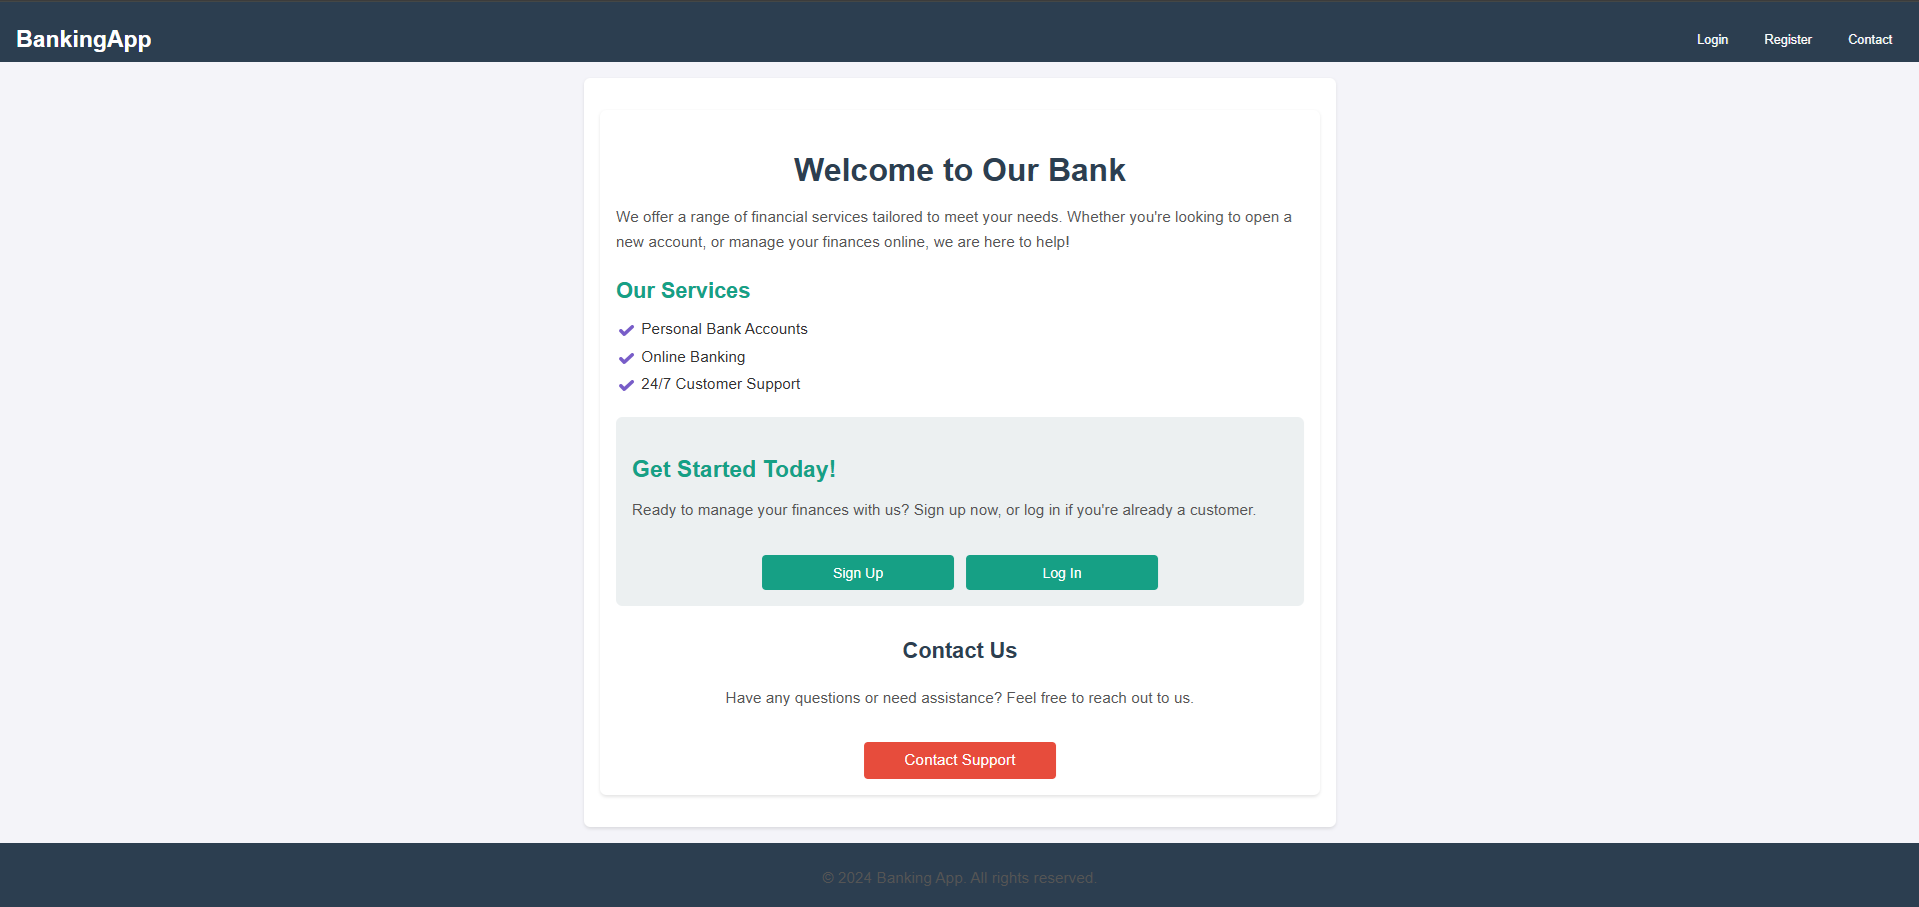 BankingApp
Login
Register
Contact
Welcome to Our Bank
We offer a range of financial services tailored to meet your needs. Whether you're looking to open a
new account, or manage your finances online, we are here to help!
Our Services
Personal Bank Accounts
Online Banking
24/7 Customer Support
Get Started Today!
Ready to manage your finances with us? Sign up now, or log in if you're already a customer.
Sign Up
Log In
Contact Us
Have any questions or need assistance? Feel free to reach out to us.
Contact Support
© 2024 Banking App. All rights reserved.